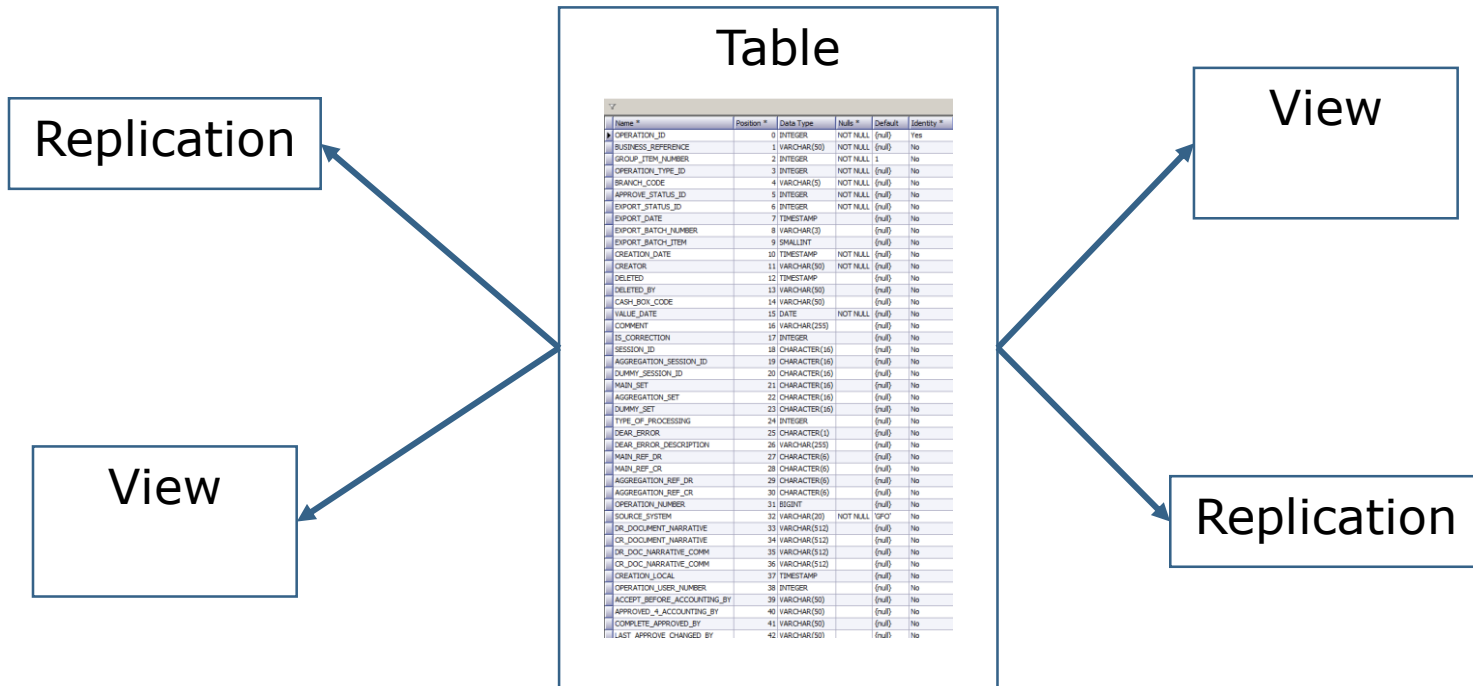 Table
Replication
View
View
Replication
Name * Position * Data Type Nulls * Default Identity *
OPERATION_ID 0 INTEGER NOT NULL {null} Yes
BUSINESS_REFERENCE 1 VARCHAR(50) NOT NULL {null} No
GROUP_ITEM_NUMBER 2 INTEGER NOT NULL 1 No
OPERATION_TYPE_ID 3 INTEGER NOT NULL {null} No
BRANCH_CODE 4 VARCHAR(5) NOT NULL {null} No
APPROVE_STATUS_ID 5 INTEGER NOT NULL {null} No
EXPORT_STATUS_ID 6 INTEGER NOT NULL {null} No
EXPORT_DATE 7 TIMESTAMP {null} No
EXPORT_BATCH_NUMBER 8 VARCHAR(3) {null} No
EXPORT_BATCH_ITEM 9 SMALLINT {null} No
CREATION_DATE 10 TIMESTAMP NOT NULL {null} No
CREATOR 11 VARCHAR(50) NOT NULL {null} No
DELETED 12 TIMESTAMP {null} No
DELETED_BY 13 VARCHAR(50) {null} No
CASH_BOX_CODE 14 VARCHAR(50) {null} No
VALUE_DATE 15 DATE NOT NULL {null} No
COMMENT 16 VARCHAR(255) {null} No
IS_CORRECTION 17 INTEGER {null} No
SESSION_ID 18 CHARACTER(16) {null} No
AGGREGATION_SESSION_ID 19 CHARACTER(16) {null} No
DUMMY_SESSION_ID 20 CHARACTER(16) {null} No
MAIN_SET 21 CHARACTER(16) {null} No
AGGREGATION_SET 22 CHARACTER(16) {null} No
DUMMY_SET 23 CHARACTER(16) {null} No
TYPE_OF_PROCESSING 24 INTEGER {null} No
DEAR_ERROR 25 CHARACTER(1) {null} No
DEAR_ERROR_DESCRIPTION 26 VARCHAR(255) {null} No
MAIN_REF_DR 27 CHARACTER(6) {null} No
MAIN_REF_CR 28 CHARACTER(6) {null} No
AGGREGATION_REF_DR 29 CHARACTER(6) {null} No
AGGREGATION_REF_CR 30 CHARACTER(6) {null} No
OPERATION_NUMBER 31 BIGINT {null} No
SOURCE_SYSTEM 32 VARCHAR(20) NOT NULL 'GFO' No
DR_DOCUMENT_NARRATIVE 33 VARCHAR(512) {null} No
CR_DOCUMENT_NARRATIVE 34 VARCHAR(512) {null} No
DR_DOC_NARRATIVE_COMM 35 VARCHAR(512) {null} No
CR_DOC_NARRATIVE_COMM 36 VARCHAR(512) {null} No
CREATION_LOCAL 37 TIMESTAMP {null} No
OPERATION_USER_NUMBER 38 INTEGER {null} No
ACCEPT_BEFORE_ACCOUNTING_BY 39 VARCHAR(50) {null} No
APPROVED_4_ACCOUNTING_BY 40 VARCHAR(50) {null} No
COMPLETE_APPROVED_BY 41 VARCHAR(50) {null} No
LAST_APPROVE_CHANGED_BY 42 VARCHAR(50) {null} No